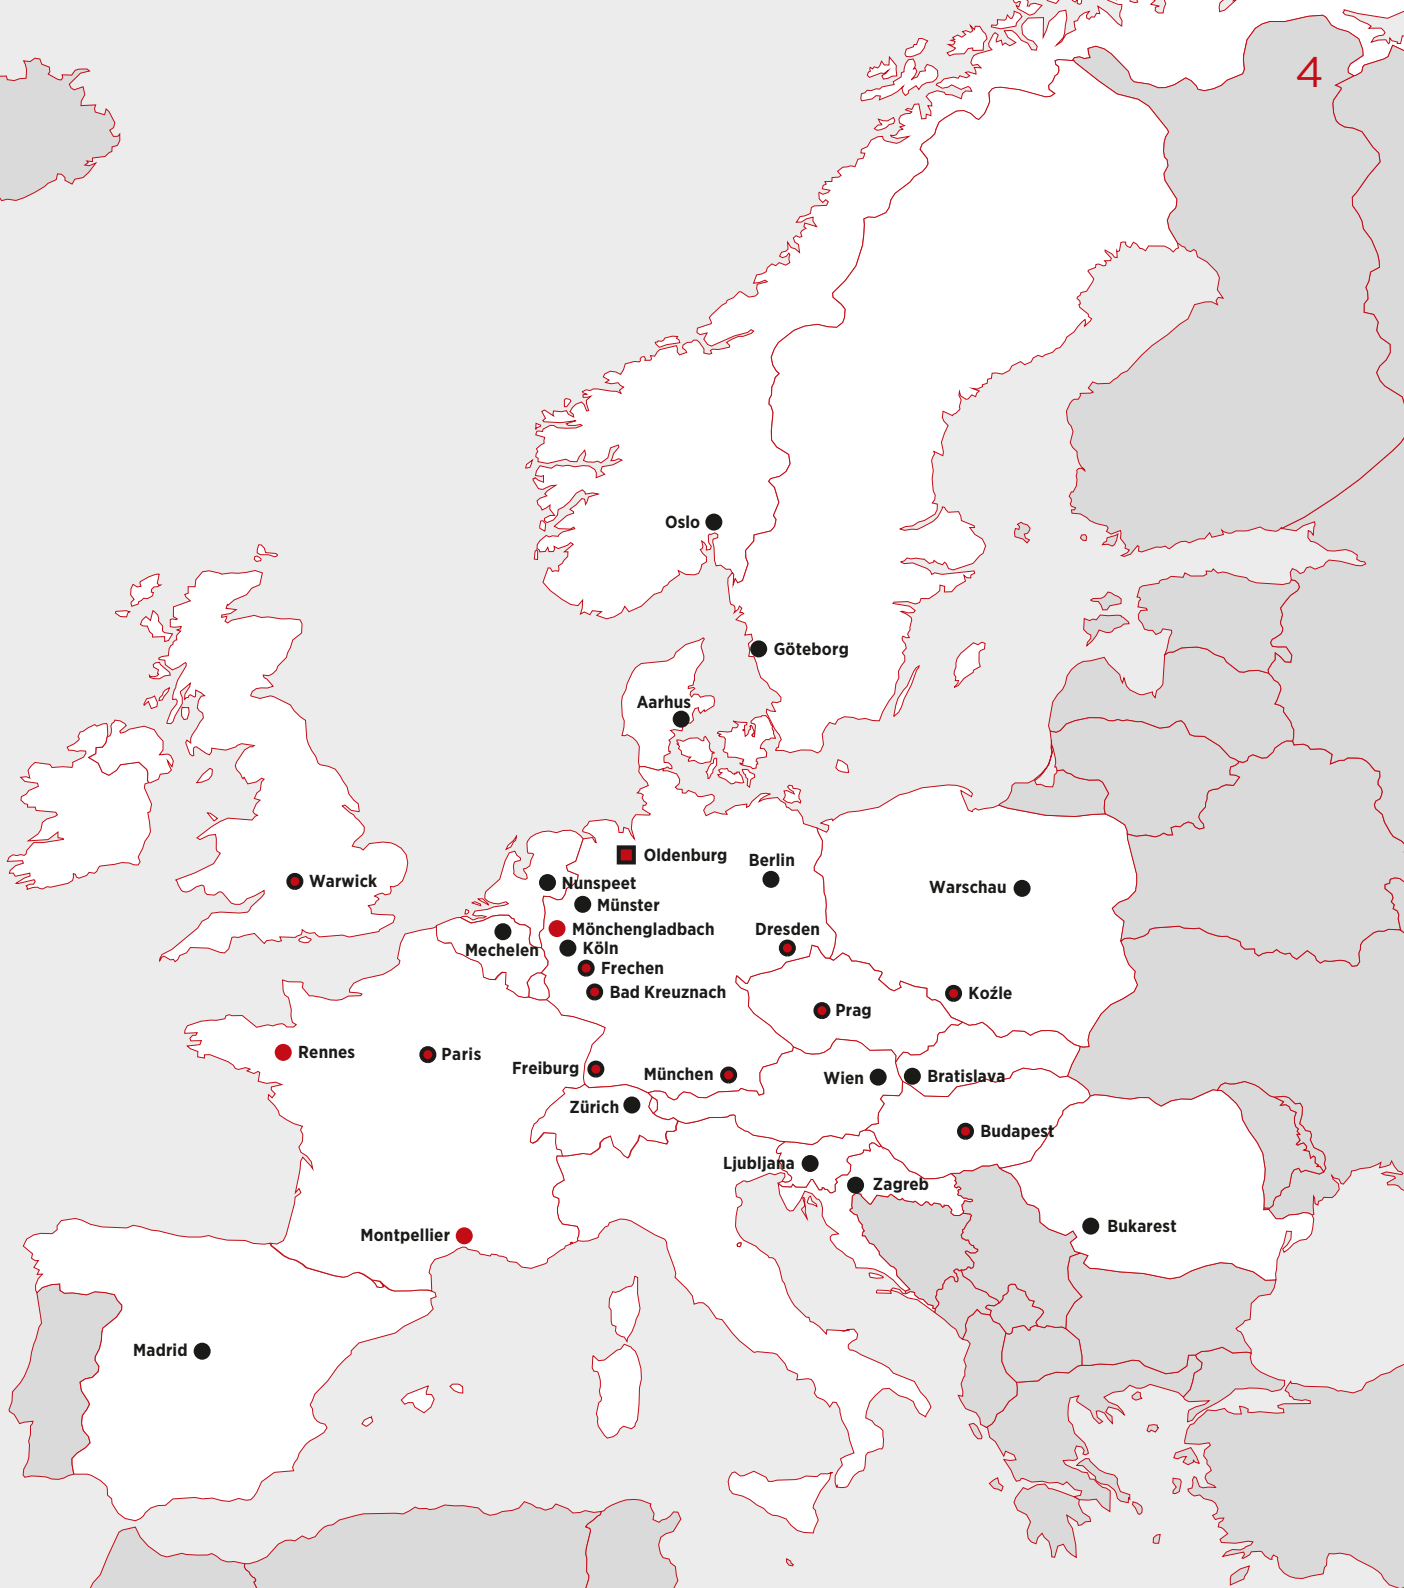 4
Oslo
Göteborg
Aarhus
Oldenburg
Berlin
Warwick
Nunspeet
Warschau
Münster
Mönchengladbach
Dresden
Mechelen
Köln
Frechen
Bad Kreuznach
Koźle
Prag
Rennes
Paris
Freiburg
München
Wien
Bratislava
Zürich
Budapest
Ljubljana
Zagreb
Bukarest
Montpellier
Madrid